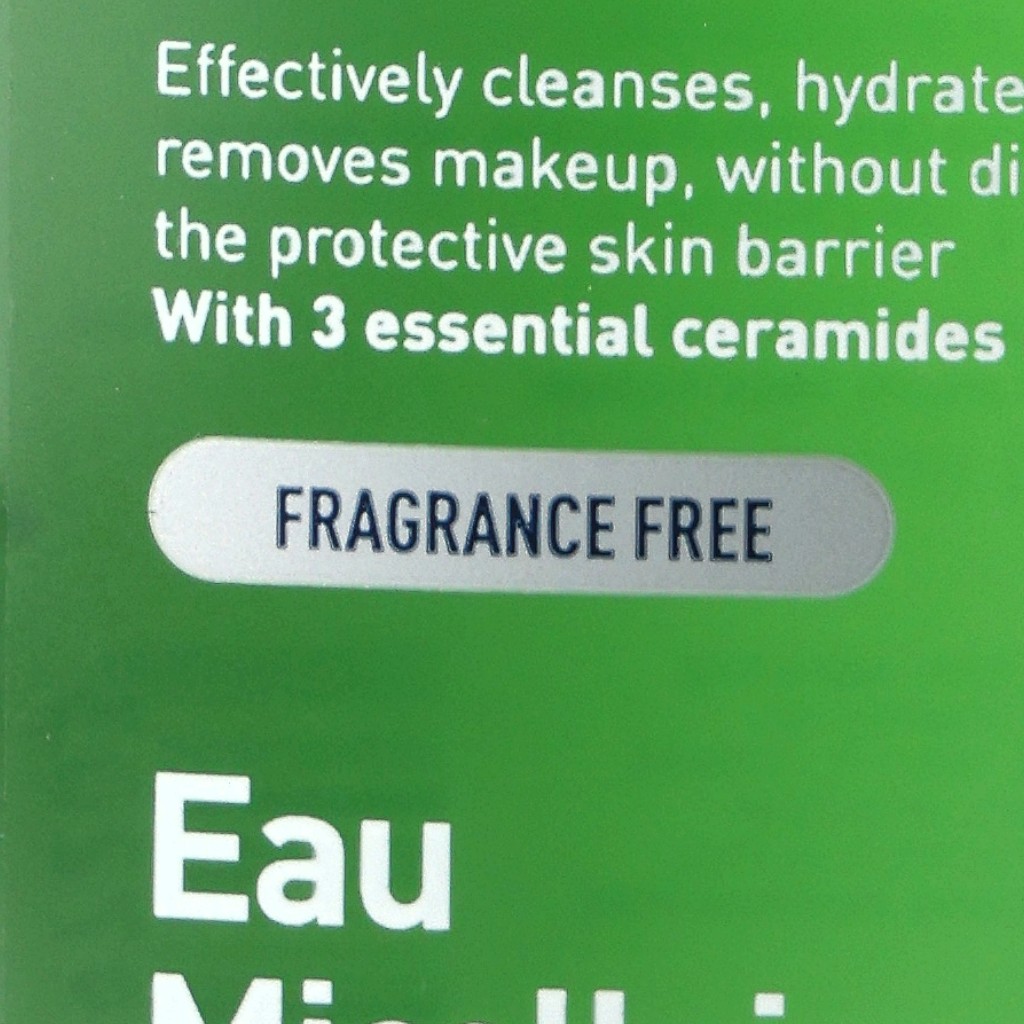 Effectively cleanses, hydrate
removes makeup, without di
the protective skin barrier
With 3 essential ceramides
FRAGRANCE FREE
Eau